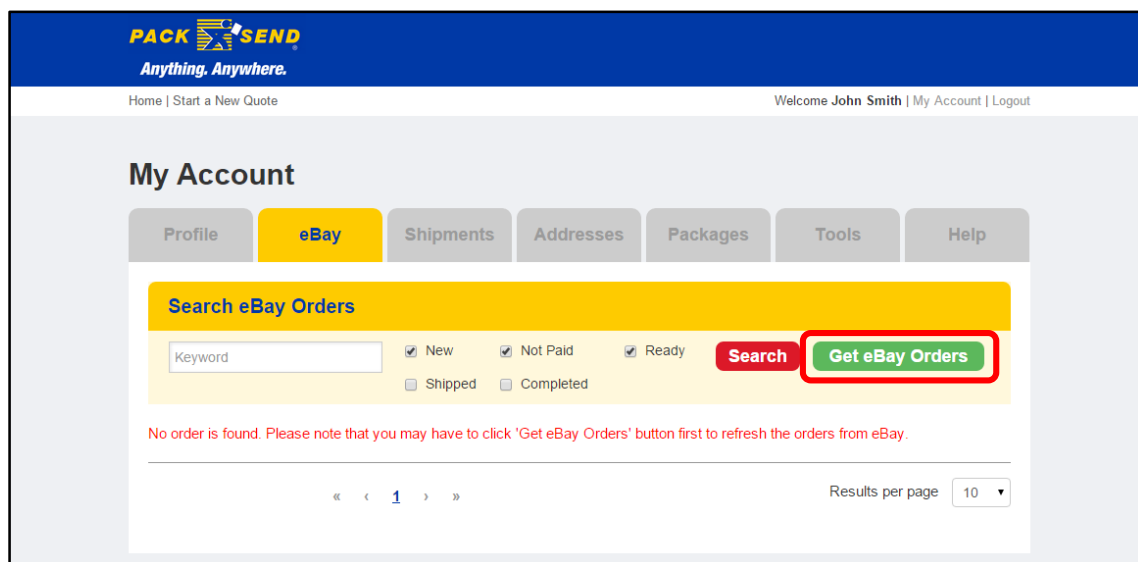 PACK SEND
Anything. Anywhere.
Home | Start a New Quote
Welcome John Smith | My Account | Logout
My Account
Profile
eBay
Shipments
Addresses
Packages
Tools
Help
Search eBay Orders
Keyword
New
Not Paid
Ready
Search
Get eBay Orders
Shipped
Completed
No order is found. Please note that you may have to click 'Get eBay Orders' button first to refresh the orders from eBay.
« ‹ 1 › »
Results per page 10